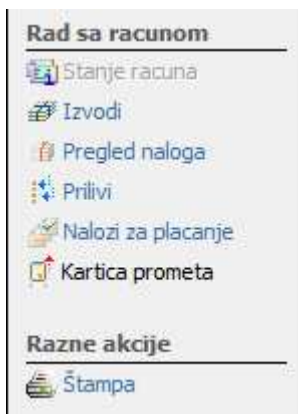 Rad sa racunom
Stanje racuna
Izvodi
Pregled naloga
Prilivi
Nalozi za placanje
Kartica prometa
Razne akcije
Štampa